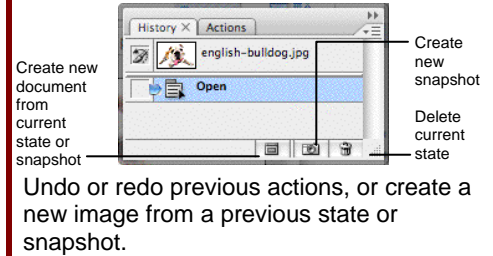 History × Actions
english-bulldog.jpg
Open
Create new
document
from
current
state or
snapshot
Create
new
snapshot
Delete
current
state
Undo or redo previous actions, or create a
new image from a previous state or
snapshot.